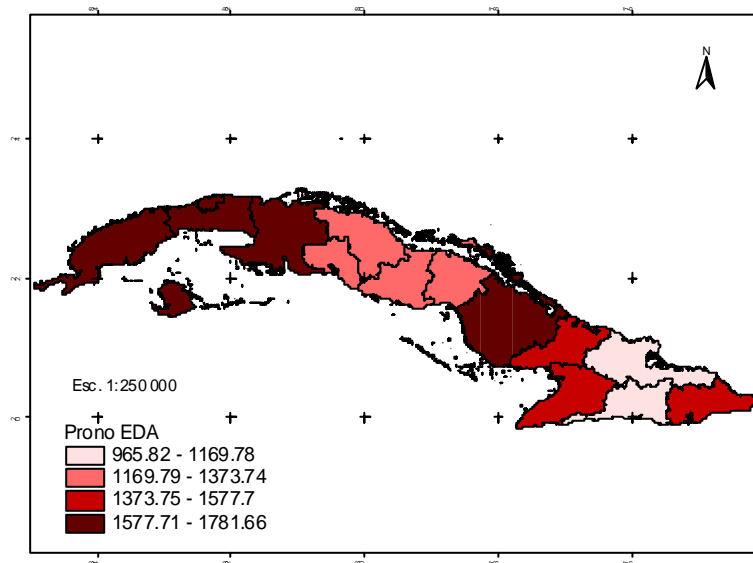 N
Esc. 1:250 000
Prono EDA
965.82 - 1169.78
1169.79 - 1373.74
1373.75 - 1577.7
1577.71 - 1781.66